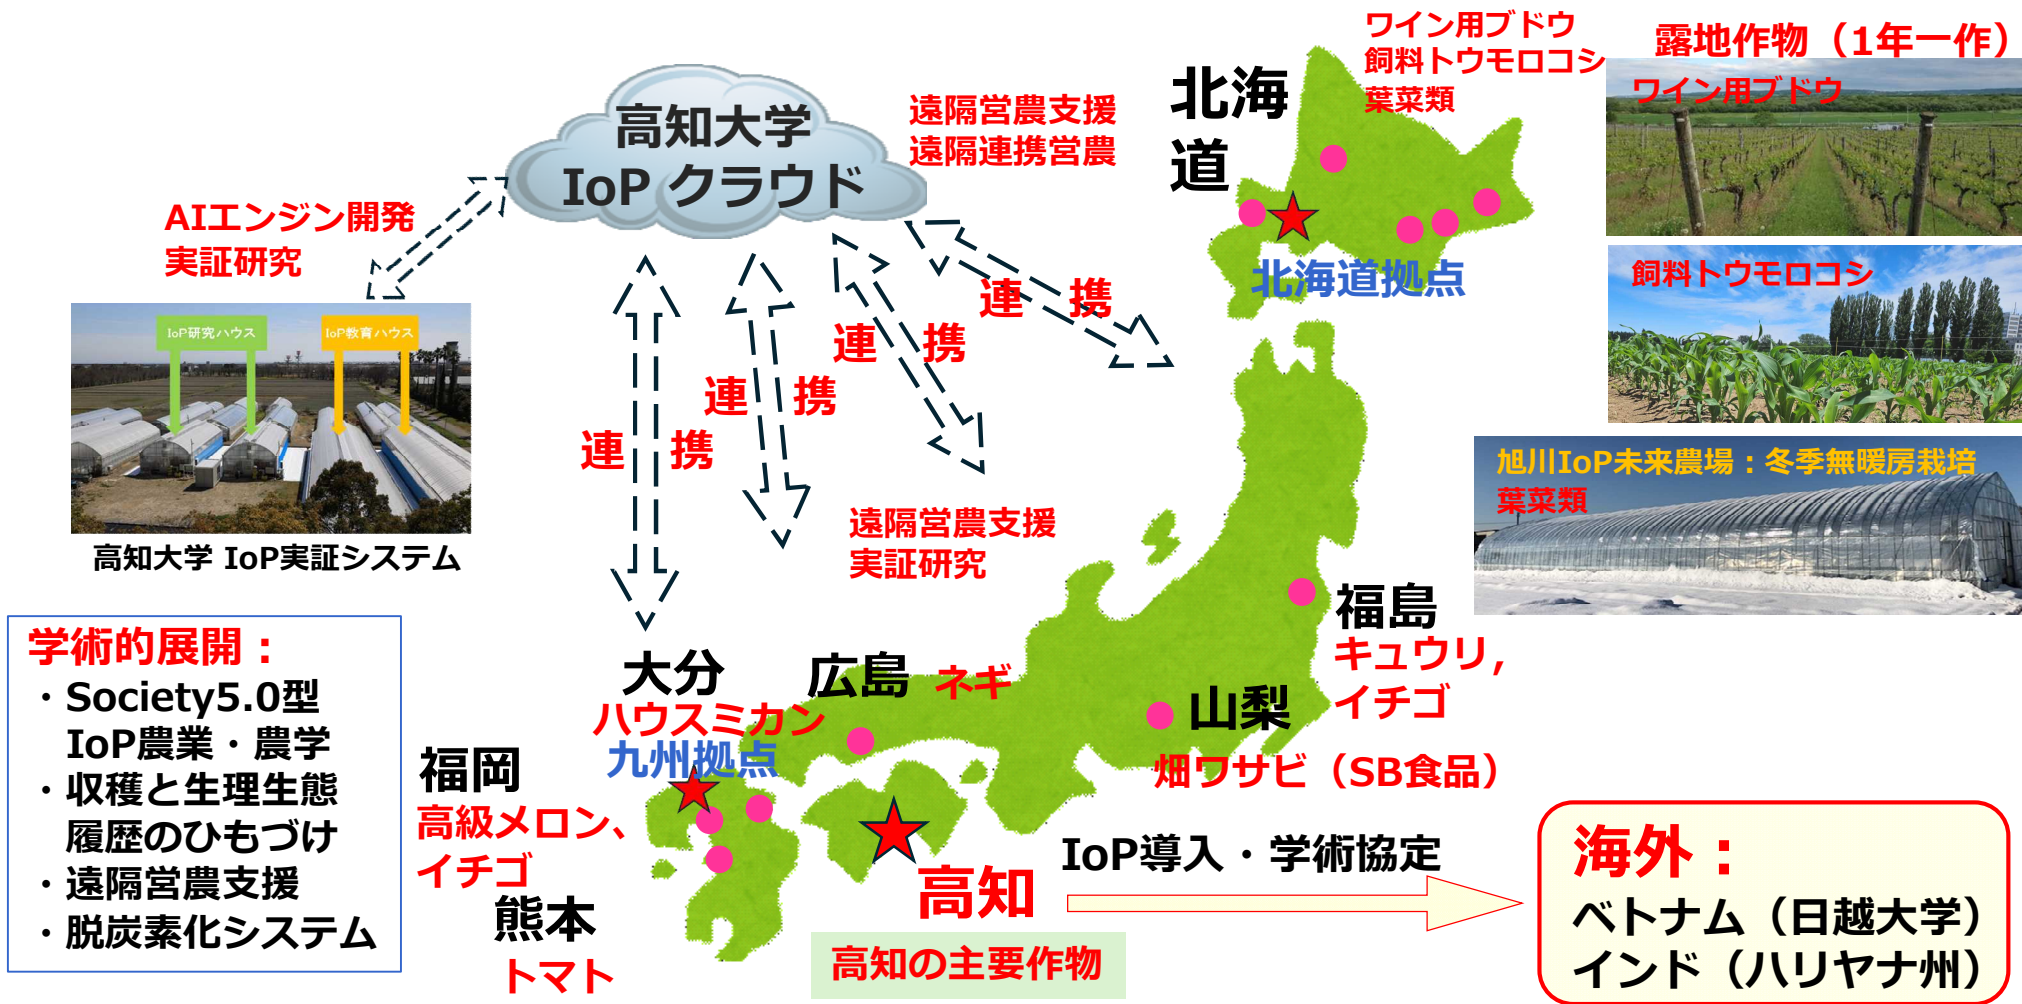 高知大学
IoP クラウド
遠隔営農支援
遠隔連携営農
AIエンジン開発
実証研究
IoP研究ハウス
IoP教育ハウス
高知大学 IoP実証システム
連 携
連 携
連 携
連 携
遠隔営農支援
実証研究
北海
道
ワイン用ブドウ
飼料トウモロコシ
葉菜類
北海道拠点
露地作物（1年一作）
ワイン用ブドウ
飼料トウモロコシ
旭川IoP未来農場：冬季無暖房栽培
葉菜類
福島
キュウリ,
イチゴ
山梨
畑ワサビ（SB食品）
広島 ネギ
大分
ハウスミカン
九州拠点
福岡
高級メロン、
イチゴ
熊本
トマト
高知
高知の主要作物
学術的展開：
・Society5.0型
IoP農業・農学
・収穫と生理生態
履歴のひもづけ
・遠隔営農支援
・脱炭素化システム
IoP導入・学術協定
海外：
ベトナム（日越大学）
インド（ハリヤナ州）